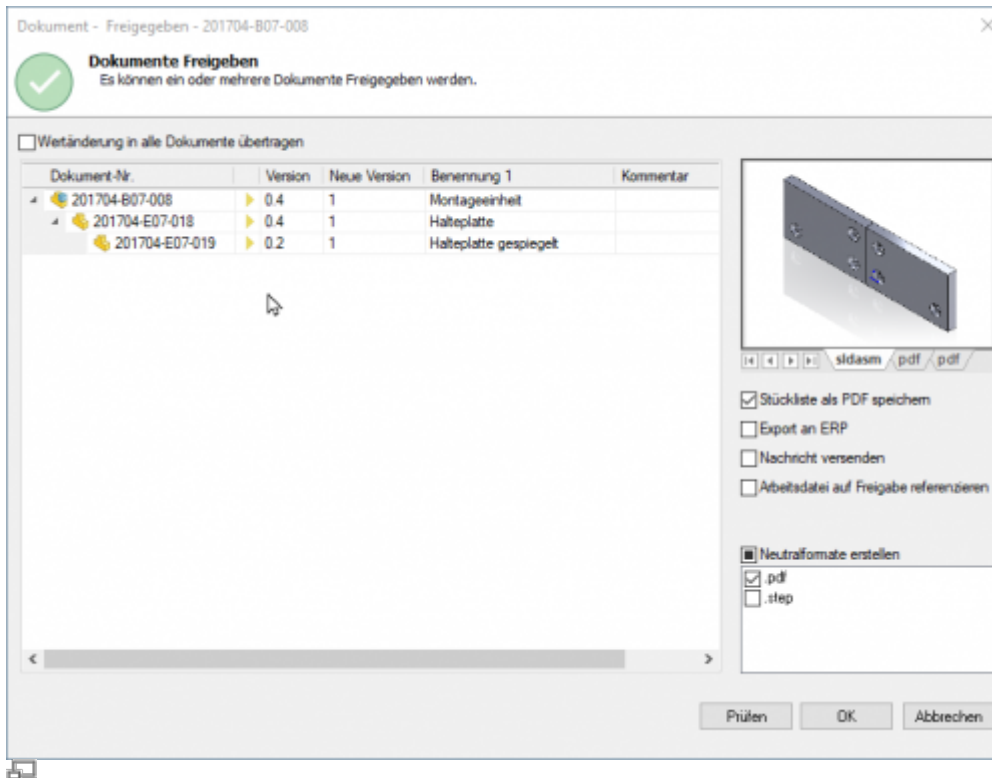 Dokument - Freigegeben - 201704-B07-008
Dokumente Freigeben
Es können ein oder mehrere Dokumente Freigegeben werden.
Wertänderung in alle Dokumente übertragen
Dokument-Nr. Version Neue Version Benennung 1 Kommentar
201704-B07-008 0.4 1 Montageeinheit
201704-E07-018 0.4 1 Halteplatte
201704-E07-019 0.2 1 Halteplatte gespiegelt
sldasm pdf pdf
Stückliste als PDF speichern
Export an ERP
Nachricht versenden
Arbeitsdatei auf Freigabe referenzieren
Neutralformate erstellen
.pdf
.step
Prüfen OK Abbrechen